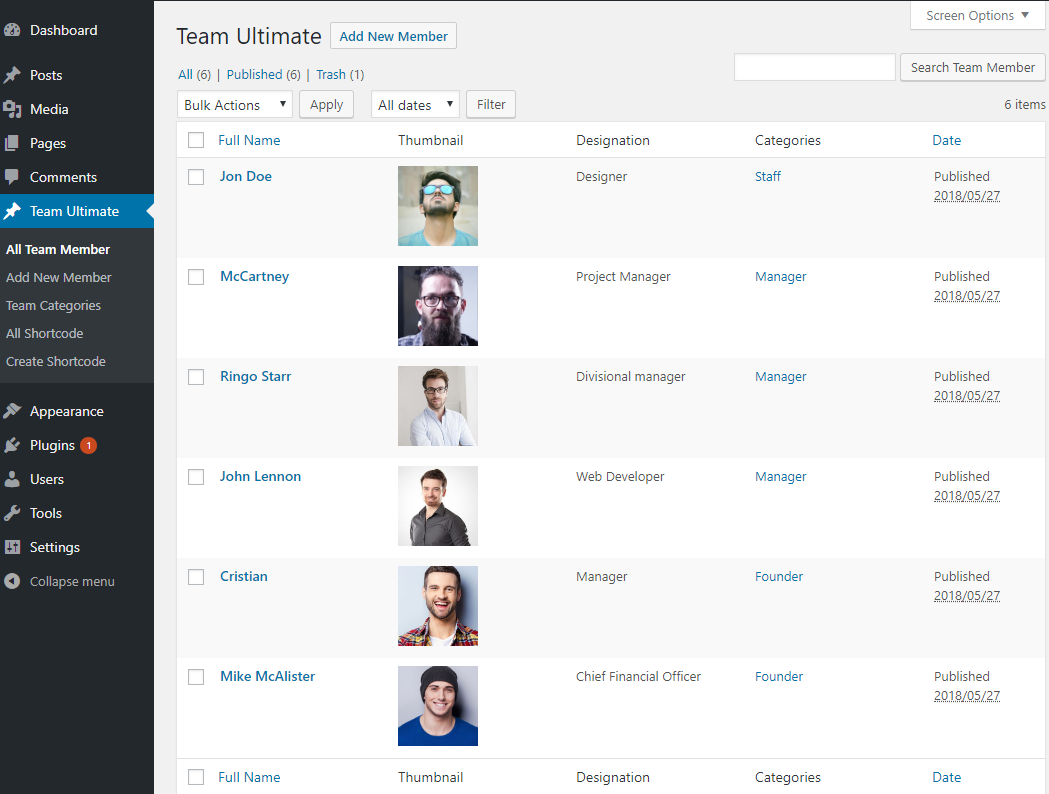 Dashboard
Posts
Media
Pages
Comments
Team Ultimate
All Team Member
Add New Member
Team Categories
All Shortcode
Create Shortcode
Appearance
Plugins 1
Users
Tools
Settings
Collapse menu
Screen Options ▼
Team Ultimate Add New Member
All (6) | Published (6) | Trash (1)
Search Team Member
Bulk Actions Apply All dates Filter 6 items
Full Name Thumbnail Designation Categories Date
Jon Doe Designer Staff Published
2018/05/27
McCartney Project Manager Manager Published
2018/05/27
Ringo Starr Divisional manager Manager Published
2018/05/27
John Lennon Web Developer Manager Published
2018/05/27
Cristian Manager Founder Published
2018/05/27
Mike McAlister Chief Financial Officer Founder Published
2018/05/27
Full Name Thumbnail Designation Categories Date